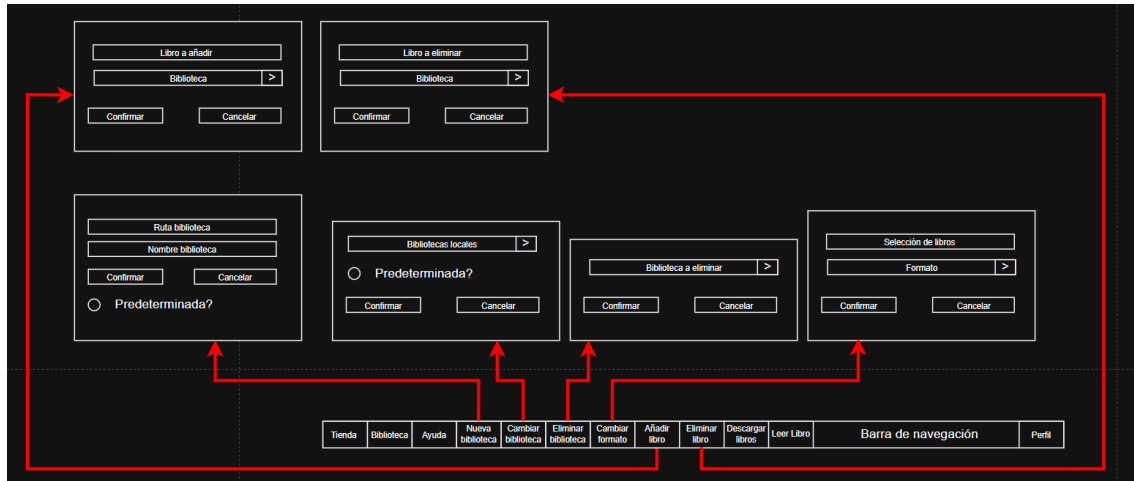 Libro a añadir
Biblioteca >
Confirmar Cancelar
Libro a eliminar
Biblioteca >
Confirmar Cancelar
Ruta biblioteca
Nombre biblioteca
Confirmar Cancelar
Predeterminada?
Bibliotecas locales >
Predeterminada?
Confirmar Cancelar
Biblioteca a eliminar >
Confirmar Cancelar
Selección de libros
Formato >
Confirmar Cancelar
Tienda
Biblioteca
Ayuda
Nueva
biblioteca
Cambiar
biblioteca
Eliminar
biblioteca
Cambiar
formato
Añadir
libro
Eliminar
libro
Descargar
libros
Leer Libro
Barra de navegación
Perfil